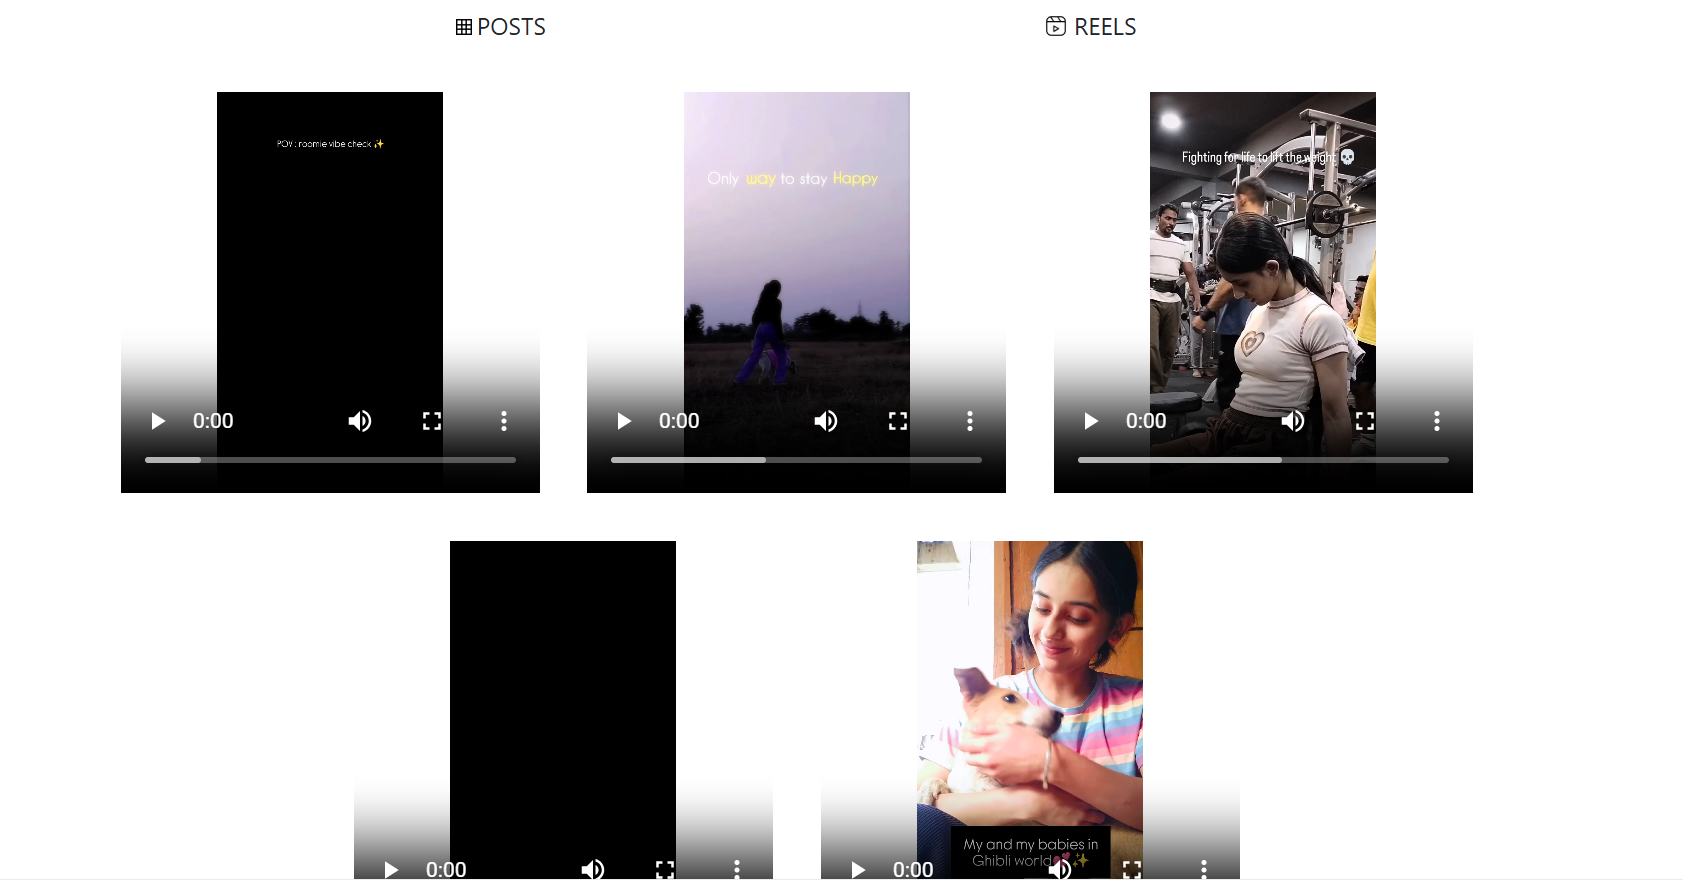 POSTS
REELS
POV : roomie vibe check ✨
Only way to stay Happy
Fighting for life to lift the weight 💀
0:00
0:00
0:00
My and my babies in
Ghibli world💕✨
0:00
0:00